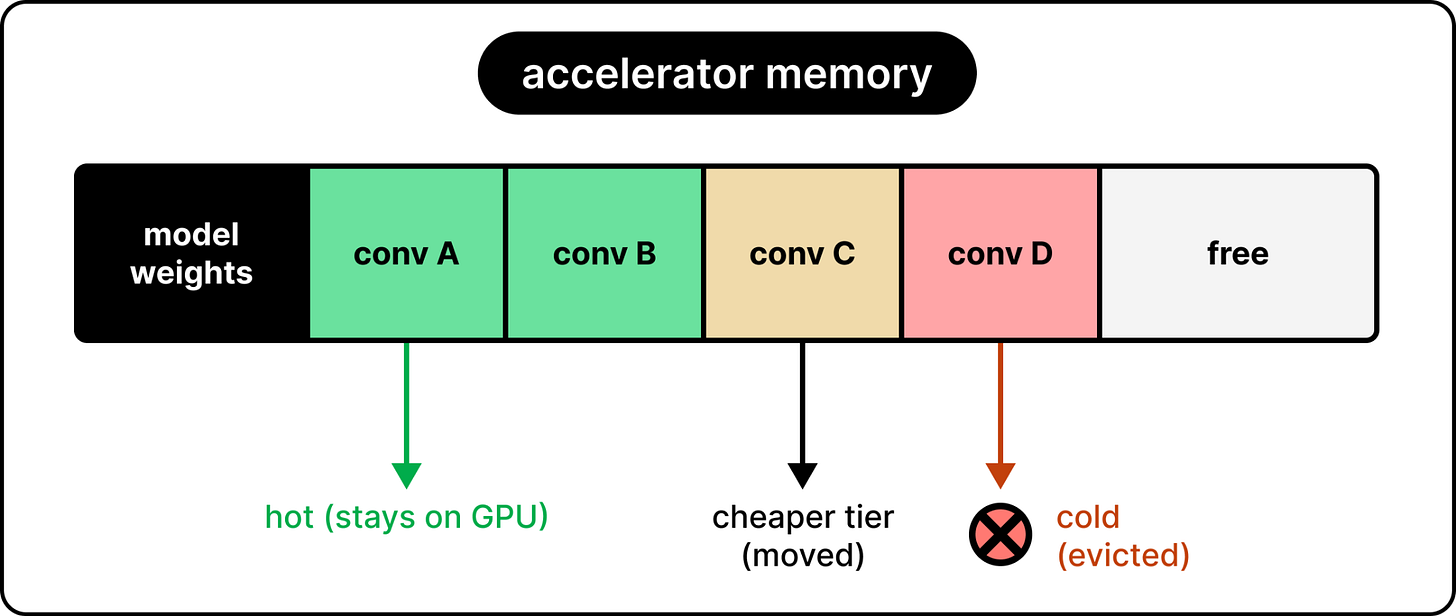 accelerator memory
model
weights
conv A
conv B
conv C
conv D
free
hot (stays on GPU)
cheaper tier
(moved)
cold
(evicted)